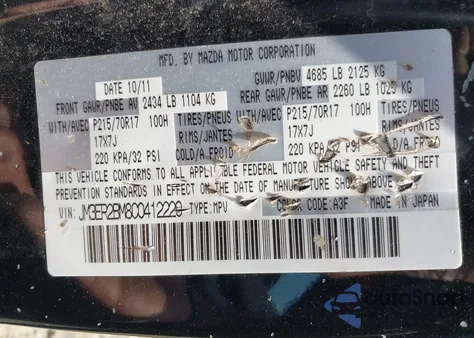 MFD. BY MAZDA MOTOR CORPORATION
DATE 10/11 GVWR/PNBV 4685 LB 2125 KG
FRONT GAWR/PNBE AV 2434 LB 1104 KG REAR GAWR/PNBE AR 2260 LB 1025 KG
WITH/AVEC P215/70R17 100H TIRES/PNEUS WITH/AVEC P215/70R17 100H TIRES/PNEUS
17X7J RIMS/JANTES 17X7J RIMS/JANTES
220 KPA/32 PSI COLD/A FROID 220 KPA/32 PSI COLD/A FROID
THIS VEHICLE CONFORMS TO ALL APPLICABLE FEDERAL MOTOR VEHICLE SAFETY AND THEFT
PREVENTION STANDARDS IN EFFECT ON THE DATE OF MANUFACTURE SHOWN ABOVE.
VIN: TYPE: MPV COLOR CODE: A3F MADE IN JAPAN